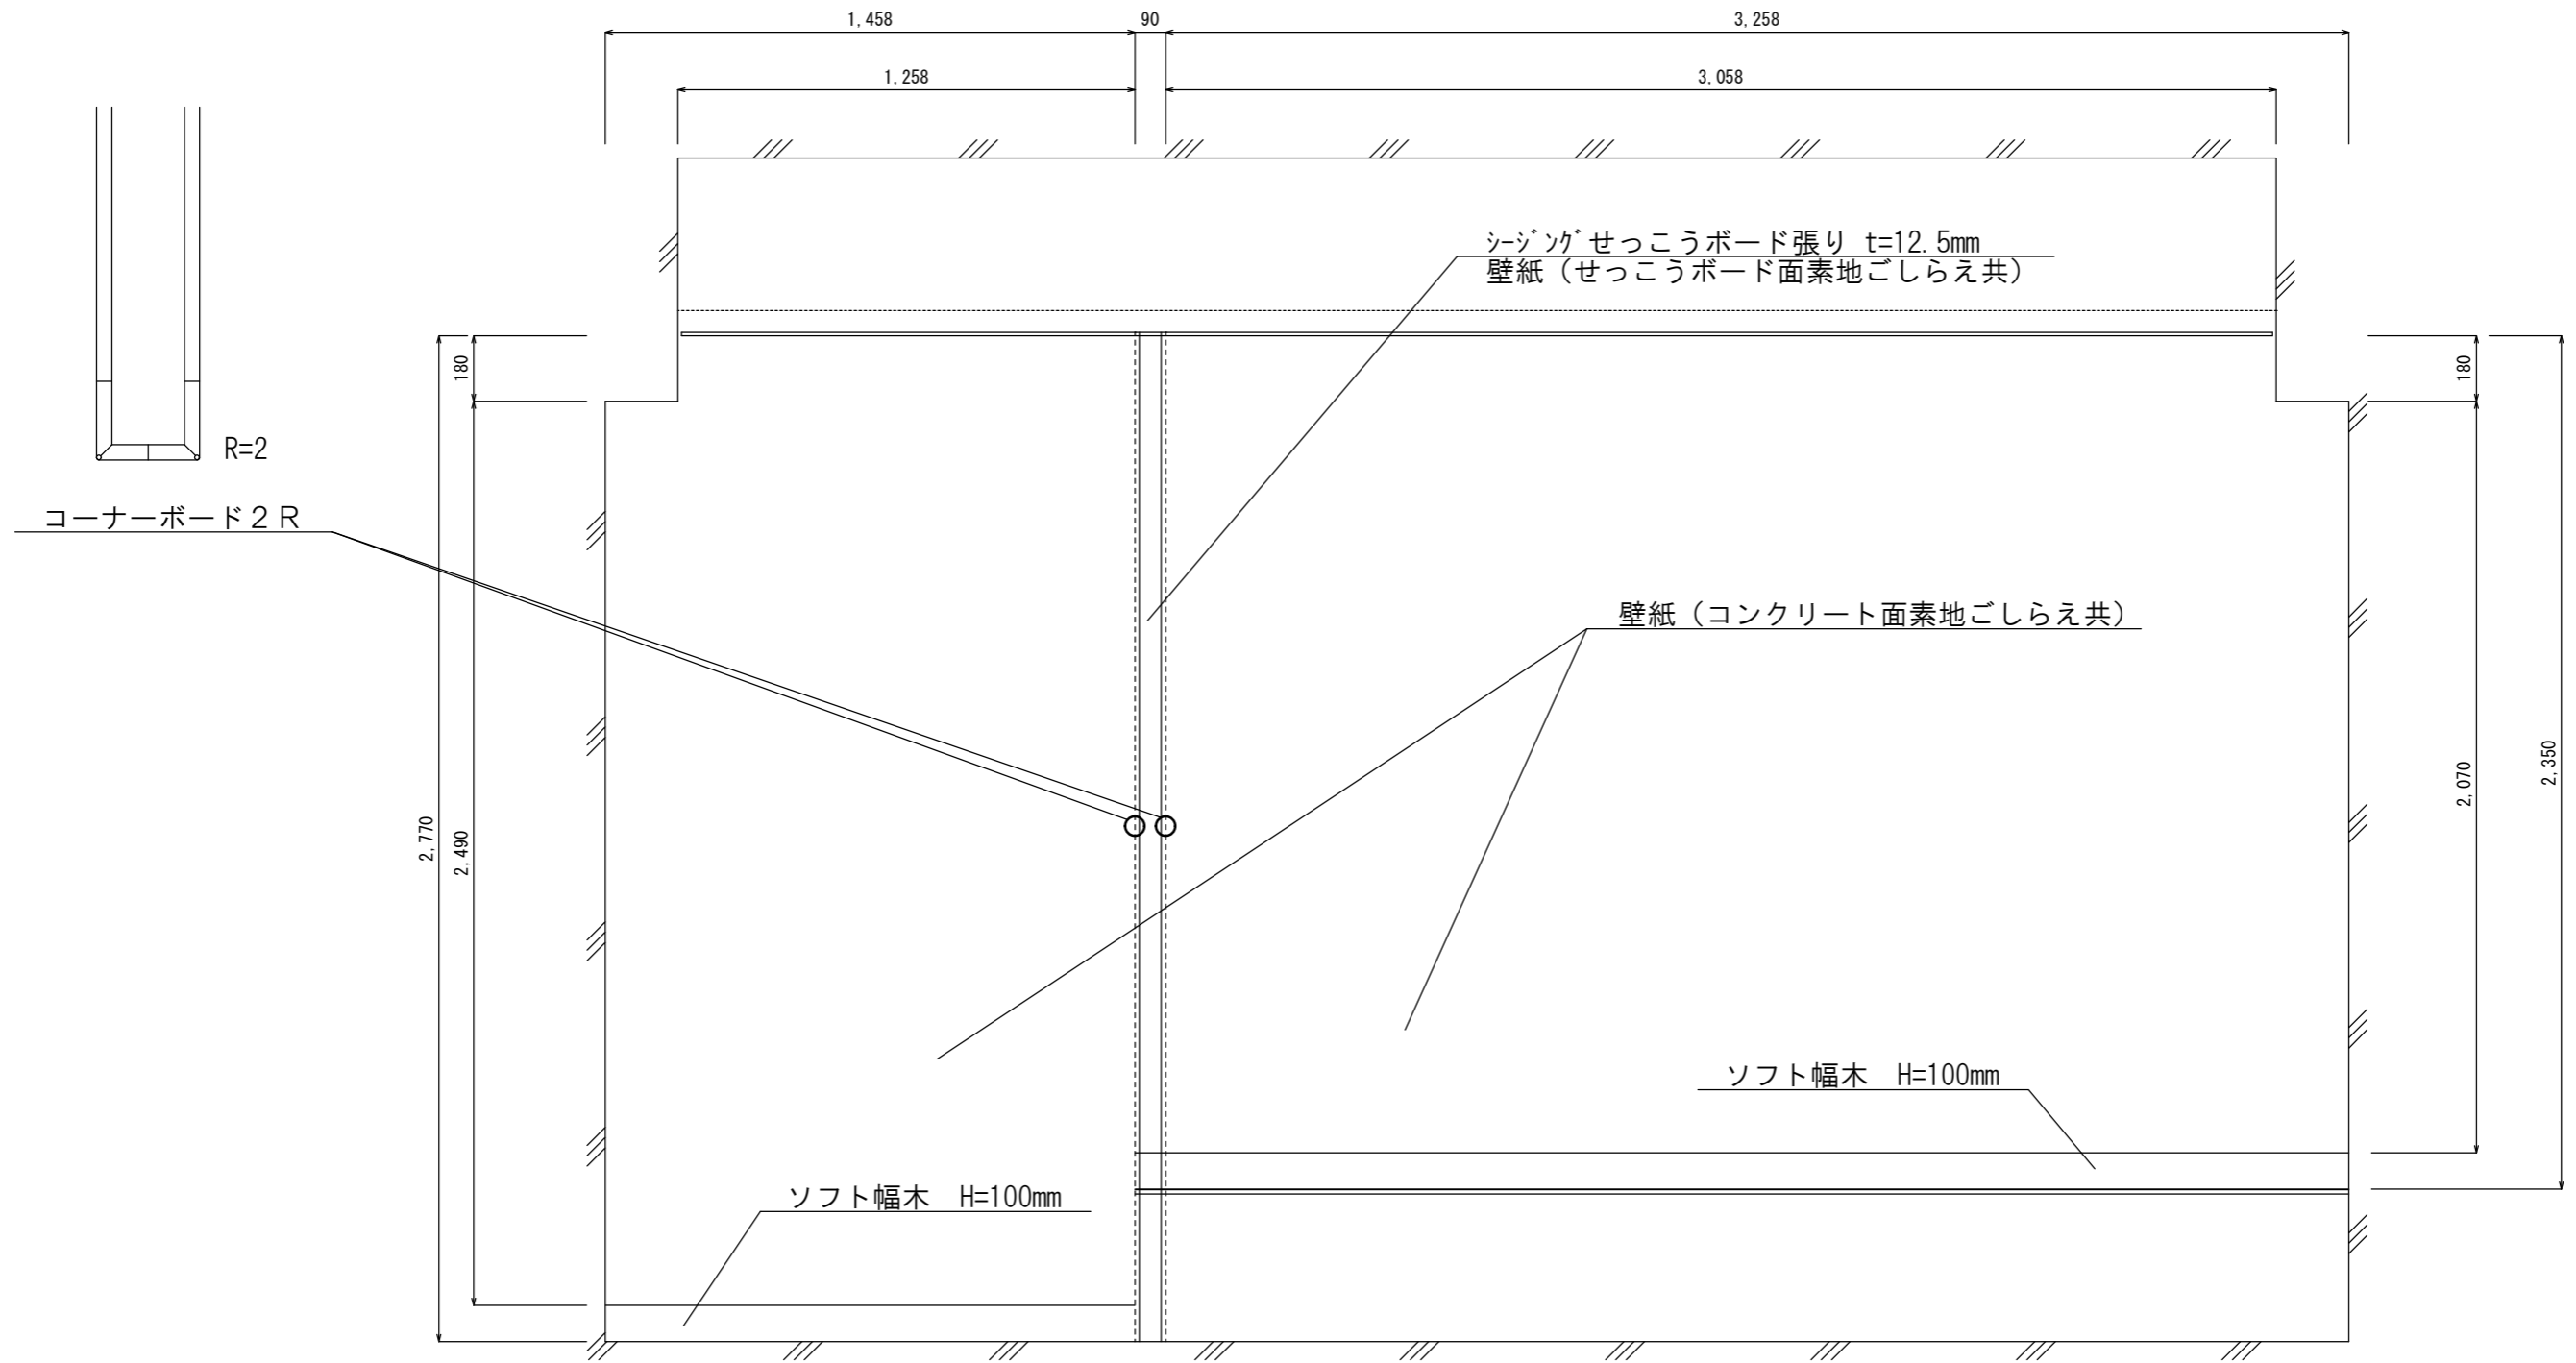 1,458
90
3,258
1,258
3,058
ｼｰｼﾞﾝｸﾞせっこうボード張り t=12.5mm
壁紙（せっこうボード面素地ごしらえ共）
180
180
R=2
コーナーボード２Ｒ
壁紙（コンクリート面素地ごしらえ共）
2,770
2,490
2,070
2,350
ソフト幅木　H=100mm
ソフト幅木　H=100mm